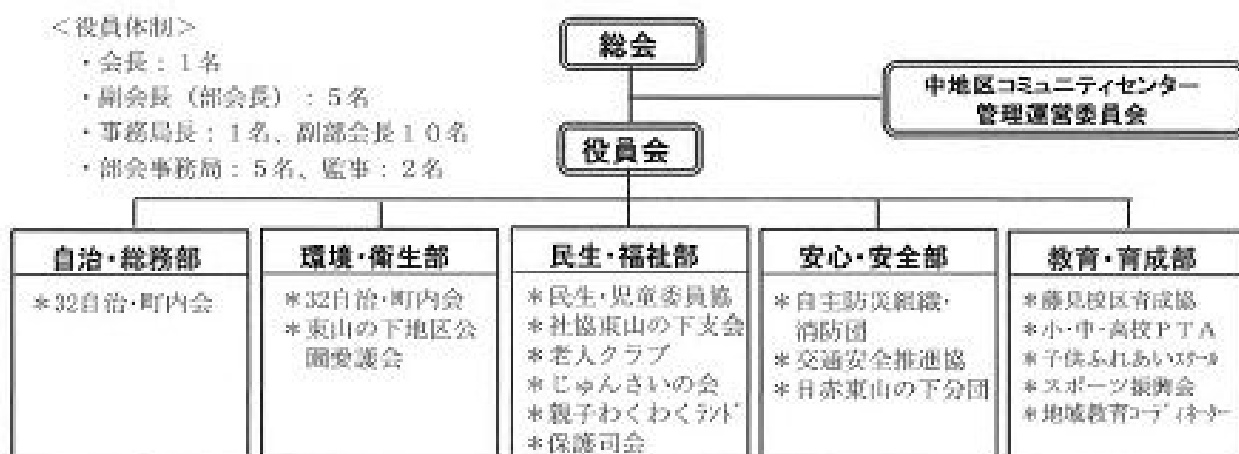 ＜役員体制＞
・会長：１名
・副会長（部会長）：５名
・事務局長：１名、副部会長１０名
・部会事務局：５名、監事：２名
総会
中地区コミュニティセンター
管理運営委員会
役員会
自治・総務部
＊32自治・町内会
環境・衛生部
＊32自治・町内会
＊東山の下地区公
園愛護会
民生・福祉部
＊民生・児童委員協
＊社協東山の下支会
＊老人クラブ
＊じゅんさいの会
＊親子わくわくﾗﾝﾄﾞ
＊保護司会
安心・安全部
＊自主防災組織・
消防団
＊交通安全推進協
＊日赤東山の下分団
教育・育成部
＊藤見校区育成協
＊小・中・高校ＰＴＡ
＊子供ふれあいｽｸｰﾙ
＊スポーツ振興会
＊地域教育ｺｰﾃﾞｨﾈｰﾀｰ